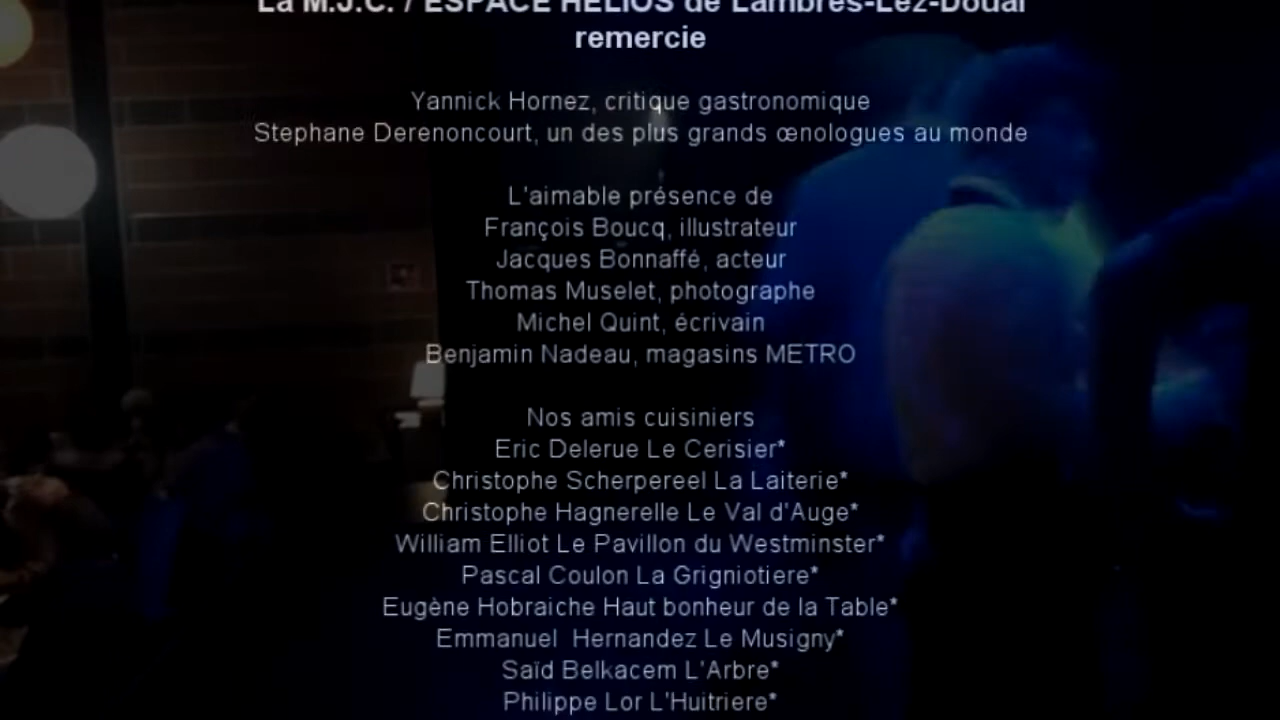 La M.J.C. / ESPACE HELIOS de Lambres-Lez-Douai
remercie
Yannick Hornez, critique gastronomique
Stephane Derenoncourt, un des plus grands œnologues au monde
L'aimable présence de
François Boucq, illustrateur
Jacques Bonnaffé, acteur
Thomas Muselet, photographe
Michel Quint, écrivain
Benjamin Nadeau, magasins METRO
Nos amis cuisiniers
Eric Delerue Le Cerisier*
Christophe Scherpereel La Laiterie*
Christophe Hagnerelle Le Val d'Auge*
William Elliot Le Pavillon du Westminster*
Pascal Coulon La Grigniotiere*
Eugène Hobraiche Haut bonheur de la Table*
Emmanuel  Hernandez Le Musigny*
Saïd Belkacem L'Arbre*
Philippe Lor L'Huitriere*